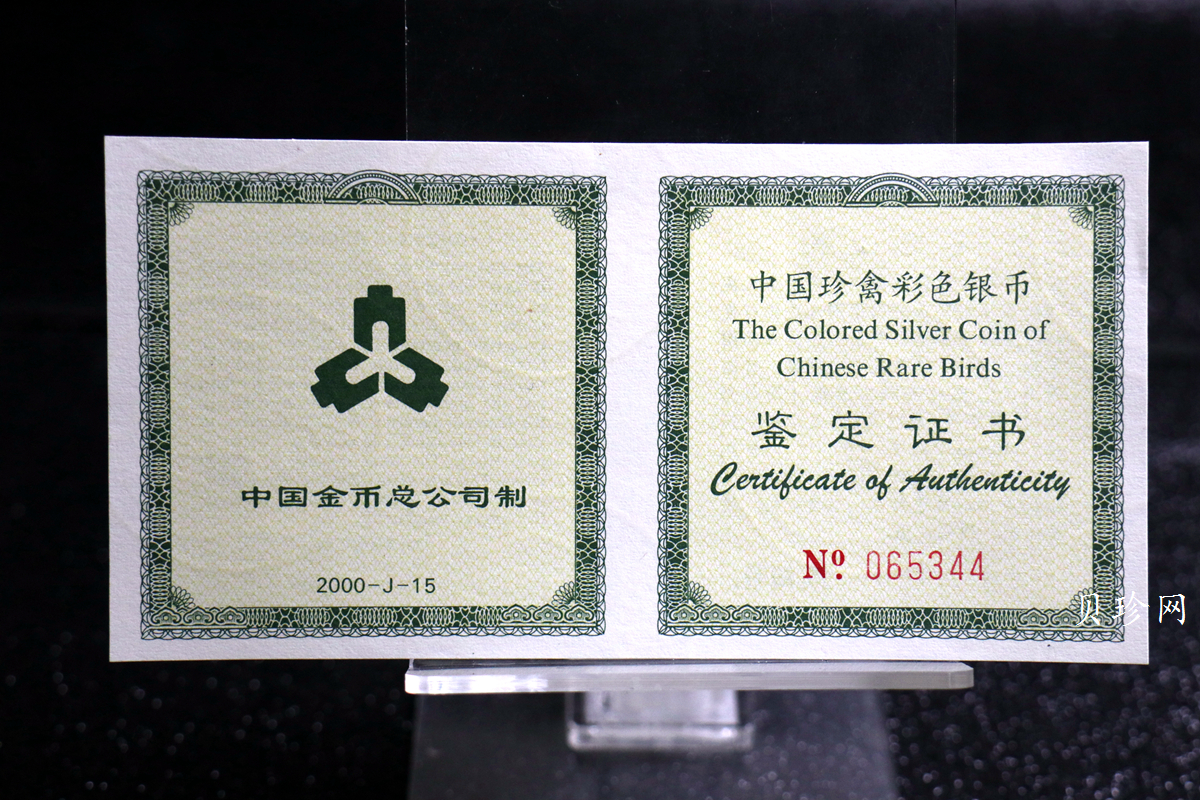 中国金币总公司制
2000-J-15
中国珍禽彩色银币
The Colored Silver Coin of
Chinese Rare Birds
鉴定证书
Certificate of Authenticity
Nº 065344
贝珍网